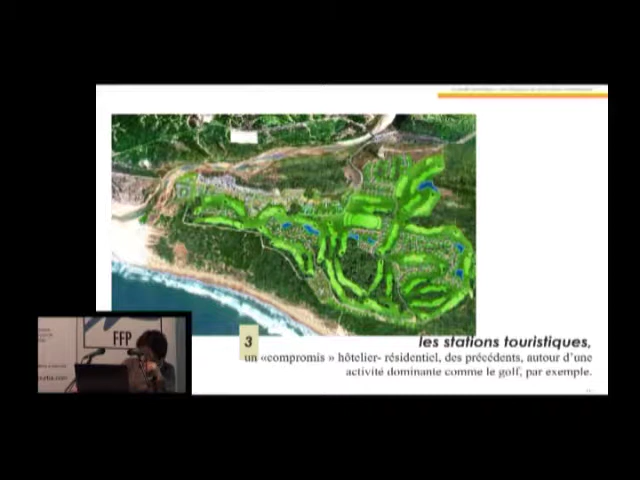 3
les stations touristiques,
un «compromis » hôtelier- résidentiel, des précédents, autour d'une
activité dominante comme le golf, par exemple.
FFP